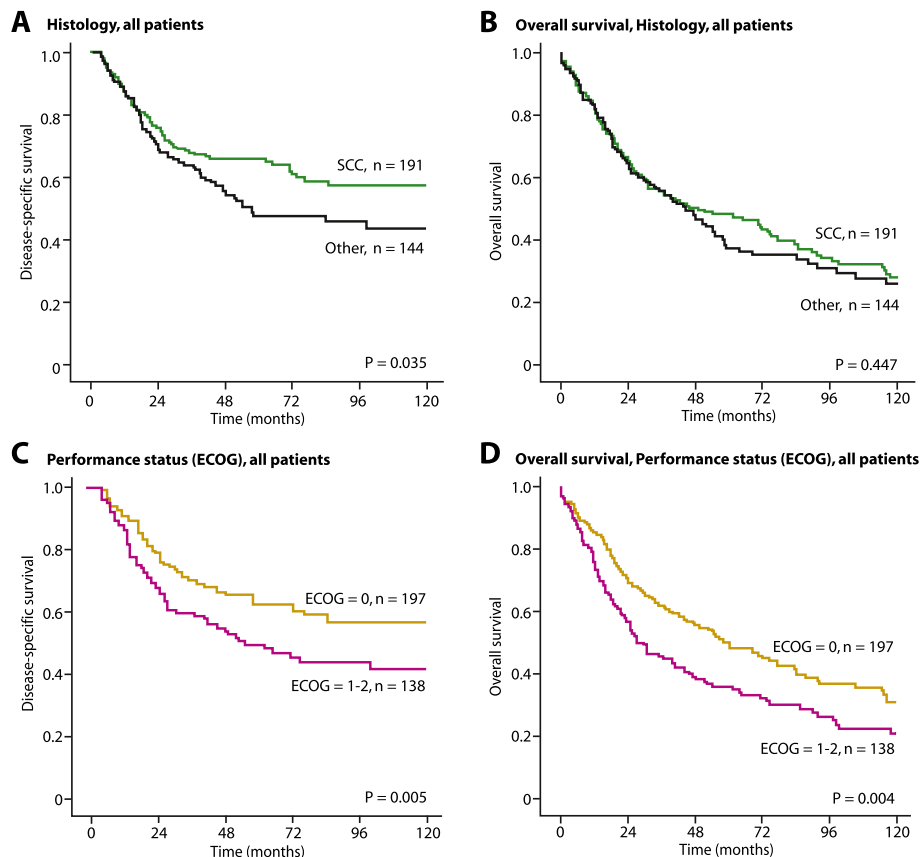 A Histology, all patients
Disease-specific survival
1.0
0.8
0.6
0.4
0.2
0
SCC, n = 191
Other, n = 144
P = 0.035
0 24 48 72 96 120
Time (months)
B Overall survival, Histology, all patients
Overall survival
1.0
0.8
0.6
0.4
0.2
0
SCC, n = 191
Other, n = 144
P = 0.447
0 24 48 72 96 120
Time (months)
C Performance status (ECOG), all patients
Disease-specific survival
1.0
0.8
0.6
0.4
0.2
0
ECOG = 0, n = 197
ECOG = 1-2, n = 138
P = 0.005
0 24 48 72 96 120
Time (months)
D Overall survival, Performance status (ECOG), all patients
Overall survival
1.0
0.8
0.6
0.4
0.2
0
ECOG = 0, n = 197
ECOG = 1-2, n = 138
P = 0.004
0 24 48 72 96 120
Time (months)